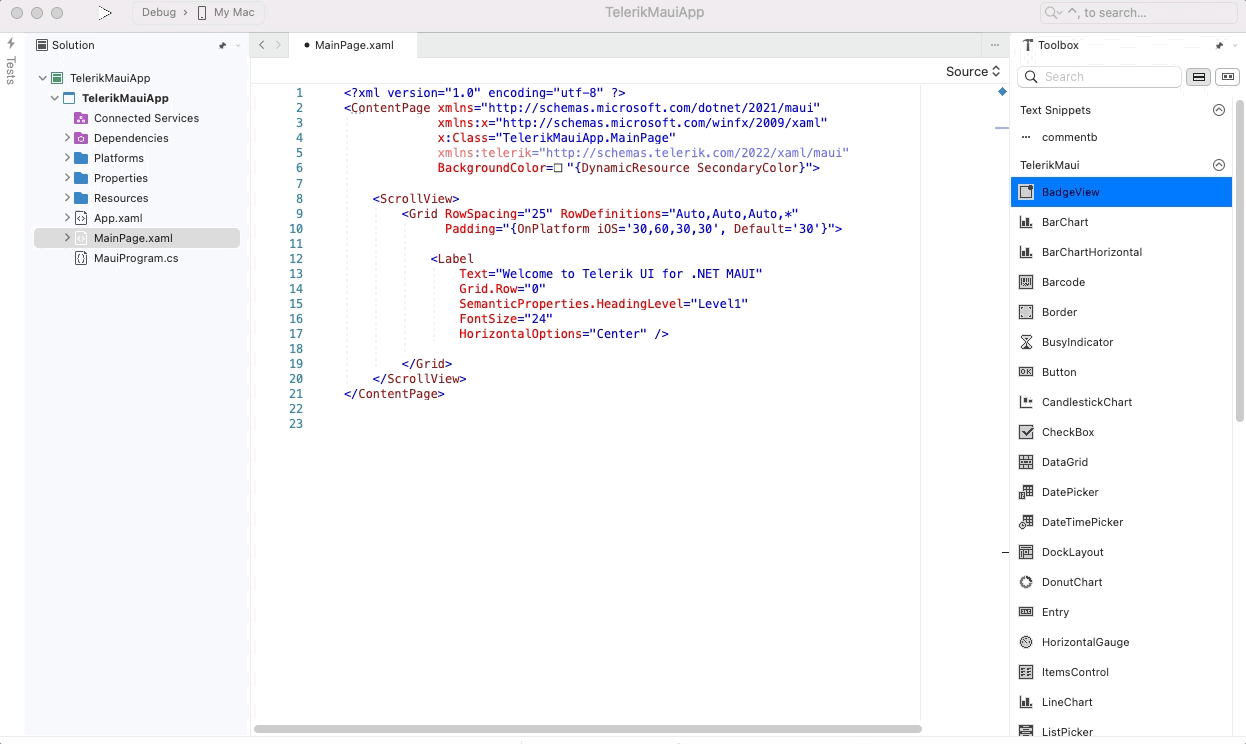 Debug > My Mac
TelerikMauiApp
^, to search...
Tests
Solution
TelerikMauiApp
TelerikMauiApp
Connected Services
Dependencies
Platforms
Properties
Resources
App.xaml
MainPage.xaml
MauiProgram.cs
MainPage.xaml
...
Source
1 <?xml version="1.0" encoding="utf-8" ?>
2 <ContentPage xmlns="http://schemas.microsoft.com/dotnet/2021/maui"
3 xmlns:x="http://schemas.microsoft.com/winfx/2009/xaml"
4 x:Class="TelerikMauiApp.MainPage"
5 xmlns:telerik="http://schemas.telerik.com/2022/xaml/maui"
6 BackgroundColor="{DynamicResource SecondaryColor}">
7
8 <ScrollView>
9 <Grid RowSpacing="25" RowDefinitions="Auto,Auto,Auto,*"
10 Padding="{OnPlatform iOS='30,60,30,30', Default='30'}">
11
12 <Label
13 Text="Welcome to Telerik UI for .NET MAUI"
14 Grid.Row="0"
15 SemanticProperties.HeadingLevel="Level1"
16 FontSize="24"
17 HorizontalOptions="Center" />
18
19 </Grid>
20 </ScrollView>
21 </ContentPage>
22
23
Toolbox
Search
Text Snippets
commentb
TelerikMaui
BadgeView
BarChart
BarChartHorizontal
Barcode
Border
BusyIndicator
Button
CandlestickChart
CheckBox
DataGrid
DatePicker
DateTimePicker
DockLayout
DonutChart
Entry
HorizontalGauge
ItemsControl
LineChart
ListPicker